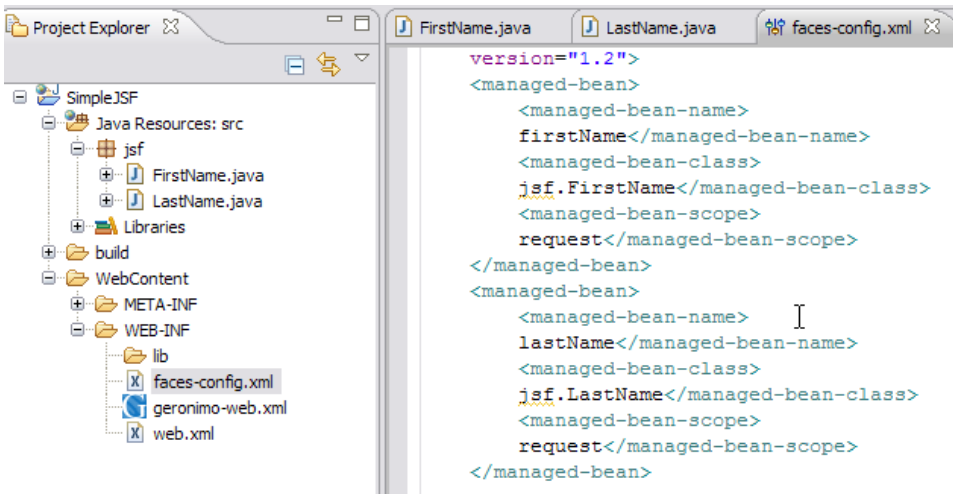 Project Explorer
SimpleJSF
Java Resources: src
jsf
FirstName.java
LastName.java
Libraries
build
WebContent
META-INF
WEB-INF
lib
faces-config.xml
geronimo-web.xml
web.xml
FirstName.java
LastName.java
faces-config.xml
version="1.2">
<managed-bean>
<managed-bean-name>
firstName</managed-bean-name>
<managed-bean-class>
jsf.FirstName</managed-bean-class>
<managed-bean-scope>
request</managed-bean-scope>
</managed-bean>
<managed-bean>
<managed-bean-name>
lastName</managed-bean-name>
<managed-bean-class>
jsf.LastName</managed-bean-class>
<managed-bean-scope>
request</managed-bean-scope>
</managed-bean>